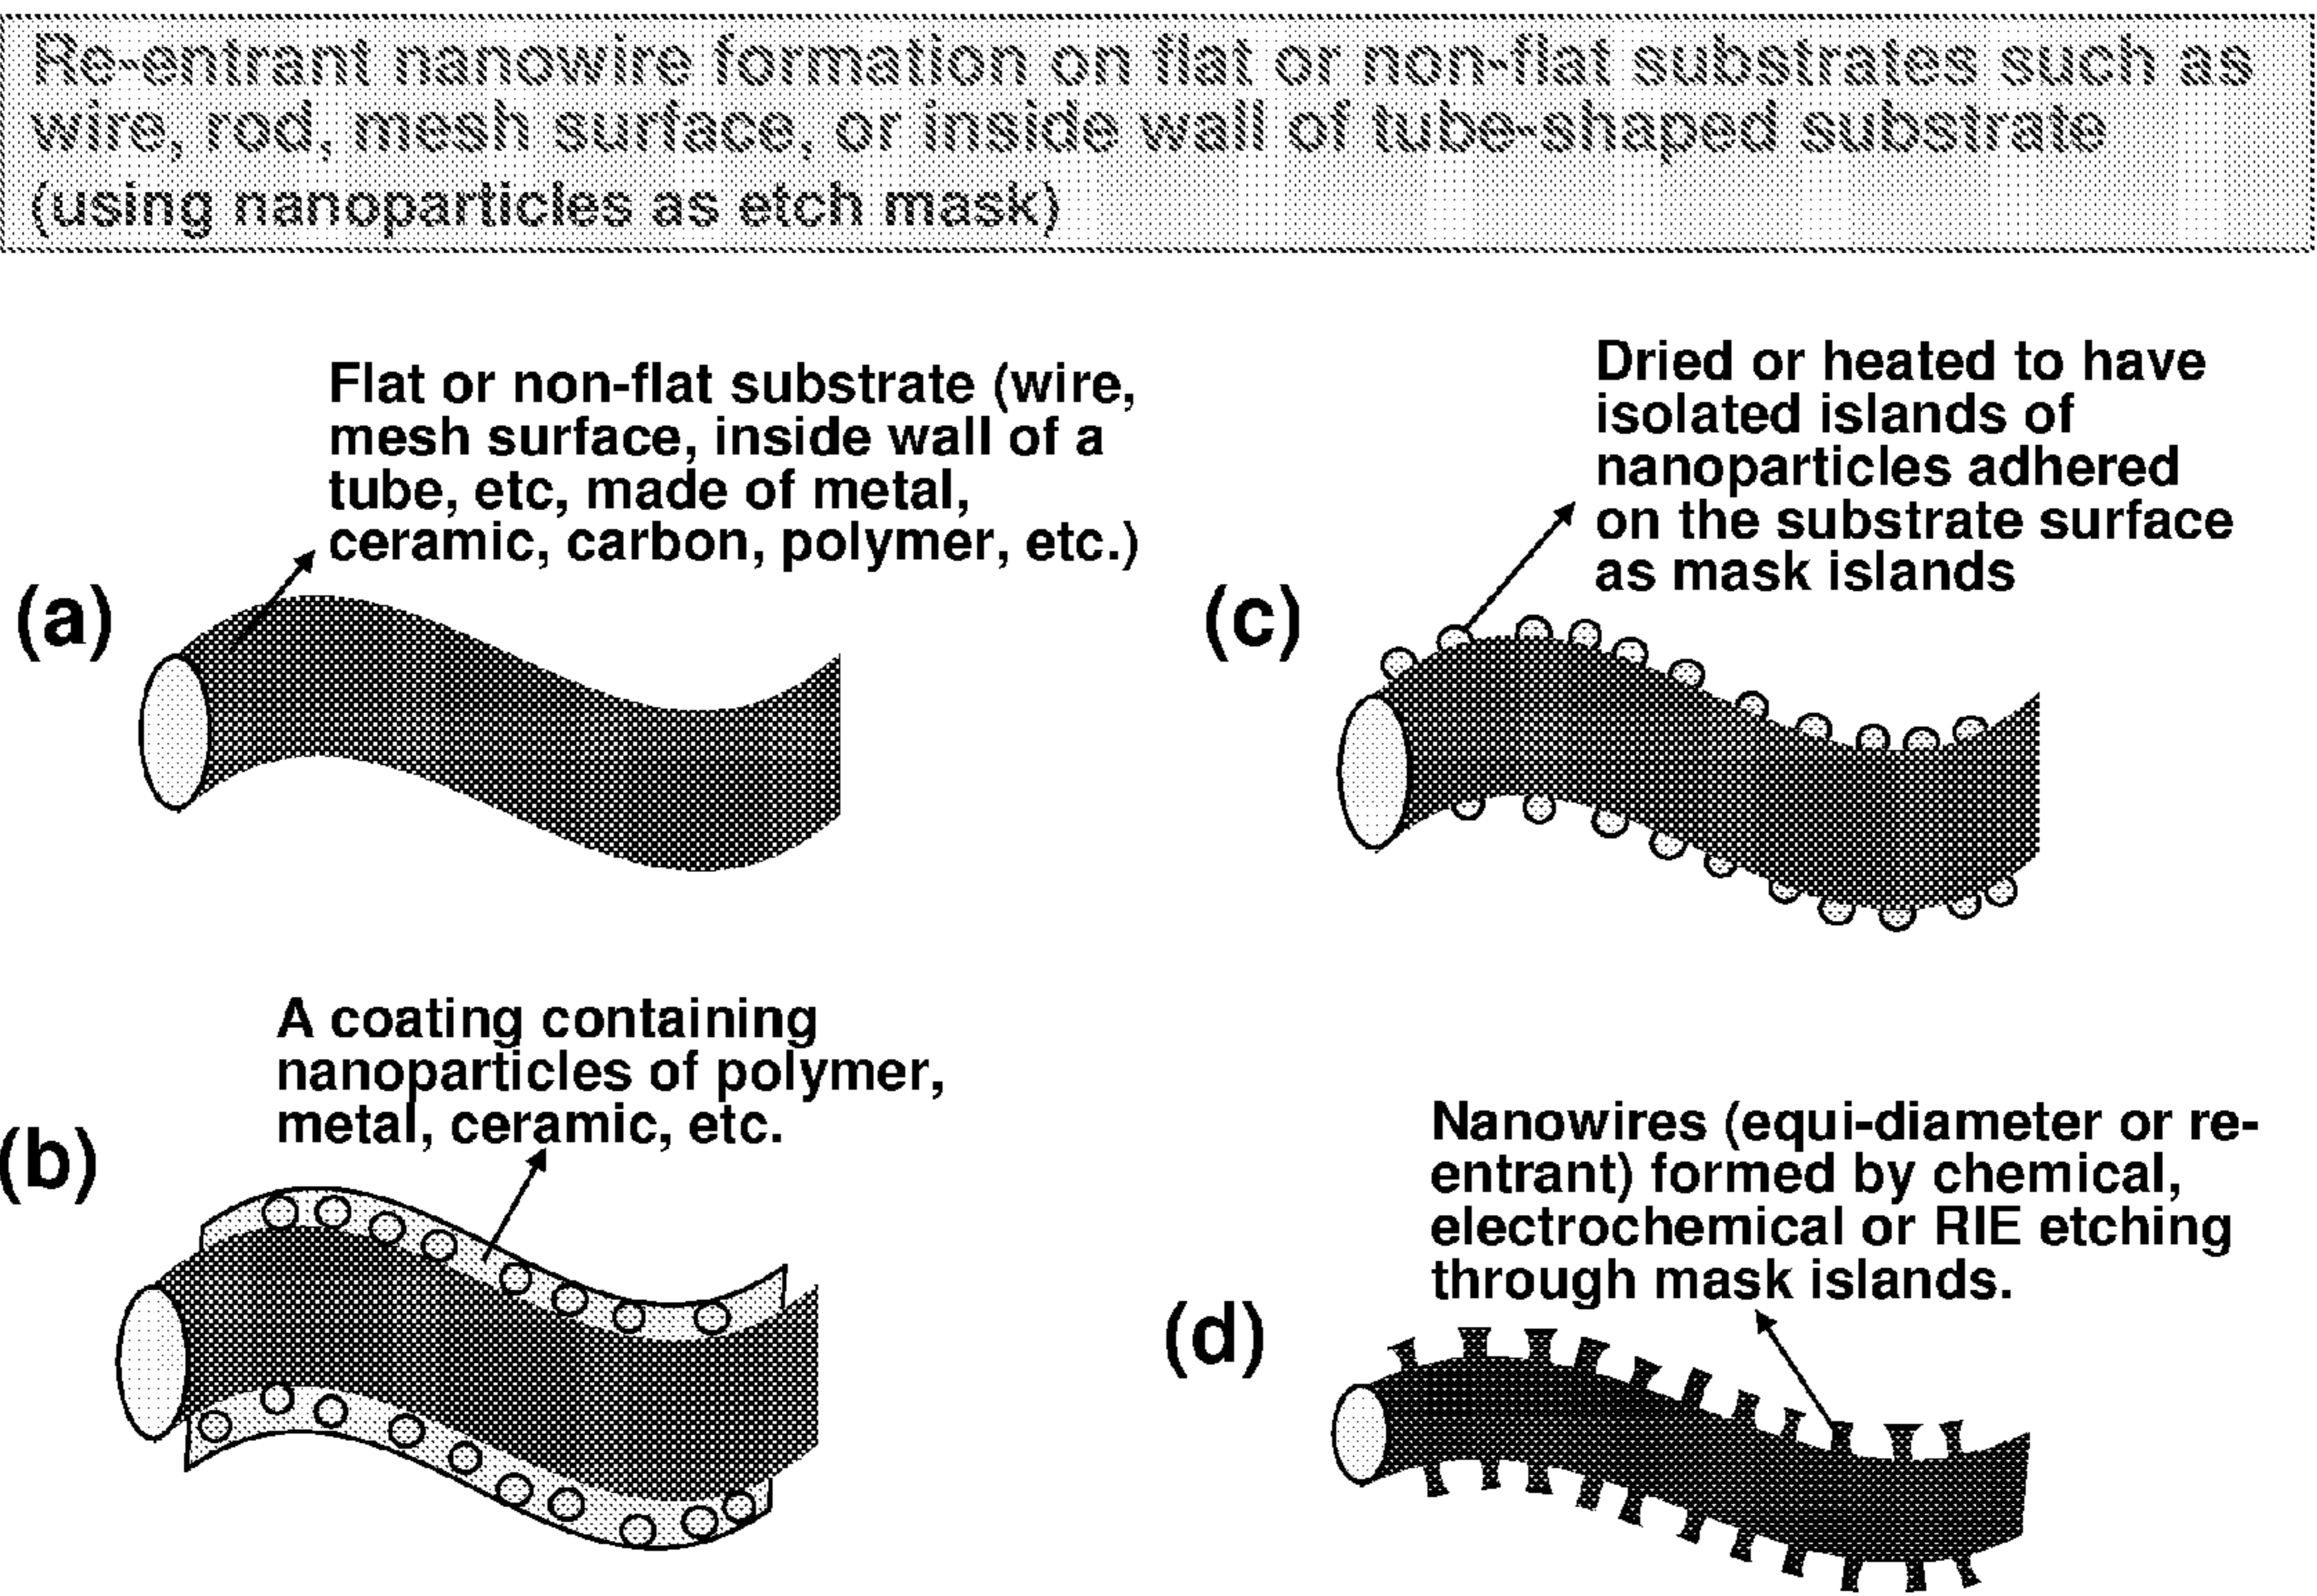 Re-entrant nanowire formation on flat or non-flat substrates such as
wire, rod, mesh surface, or inside wall of tube-shaped substrate
(using nanoparticles as etch mask)
Flat or non-flat substrate (wire,
mesh surface, inside wall of a
tube, etc, made of metal,
ceramic, carbon, polymer, etc.)
(a)
A coating containing
nanoparticles of polymer,
metal, ceramic, etc.
(b)
Dried or heated to have
isolated islands of
nanoparticles adhered
on the substrate surface
as mask islands
(c)
Nanowires (equi-diameter or re-
entrant) formed by chemical,
electrochemical or RIE etching
through mask islands.
(d)